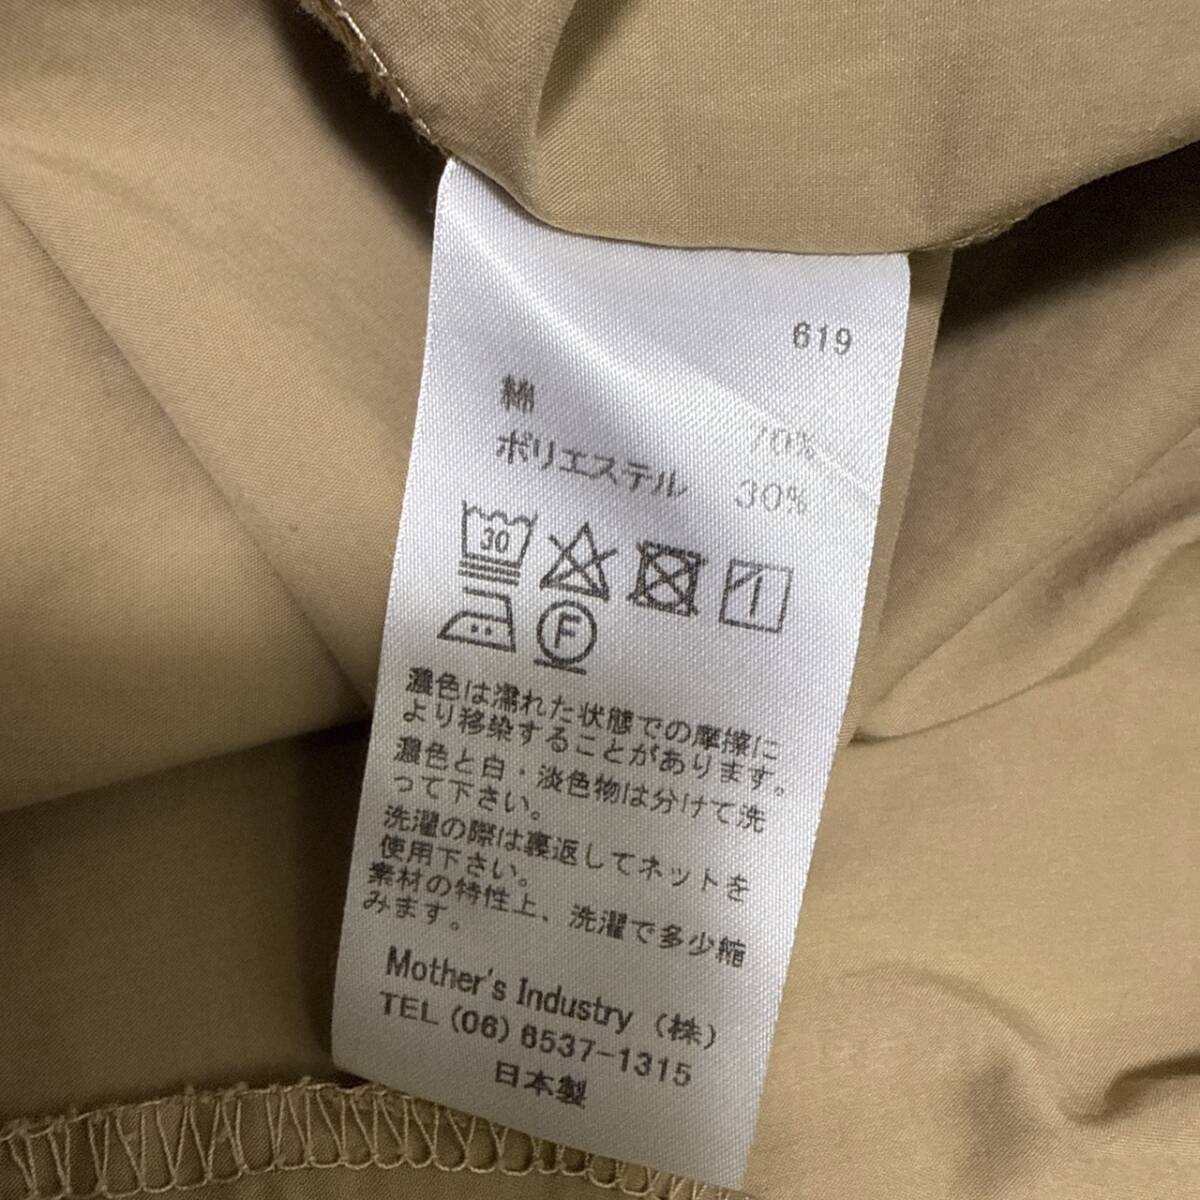 619
綿 70%
ポリエステル 30%
30
F
濃色は濡れた状態での摩擦に
より移染することがあります。
濃色と白・淡色物は分けて洗
って下さい。
洗濯の際は裏返してネットを
使用下さい。
素材の特性上、洗濯で多少縮
みます。
Mother's Industry (株)
TEL (06) 6537-1315
日本製